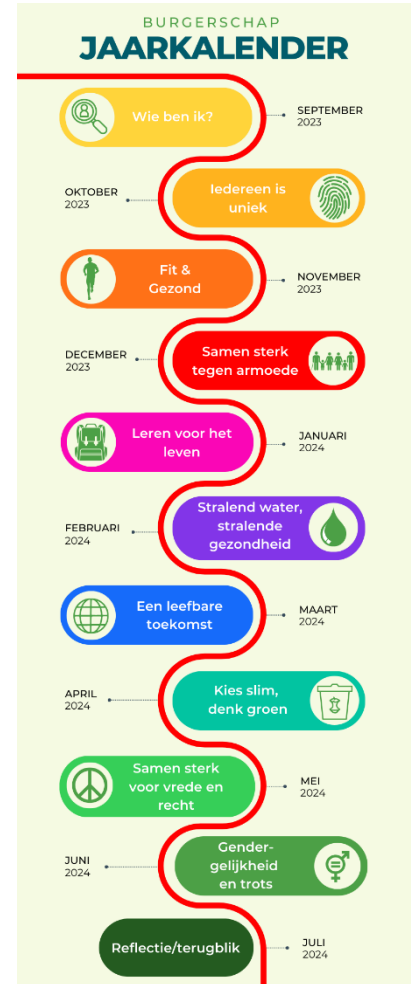 BURGERSCHAP
JAARKALENDER
Wie ben ik?
SEPTEMBER
2023
OKTOBER
2023
Iedereen is
uniek
Fit &
Gezond
NOVEMBER
2023
DECEMBER
2023
Samen sterk
tegen armoede
Leren voor het
leven
JANUARI
2024
FEBRUARI
2024
Stralend water,
stralende
gezondheid
Een leefbare
toekomst
MAART
2024
APRIL
2024
Kies slim,
denk groen
Samen sterk
voor vrede en
recht
MEI
2024
JUNI
2024
Gender-
gelijkheid
en trots
Reflectie/terugblik
JULI
2024